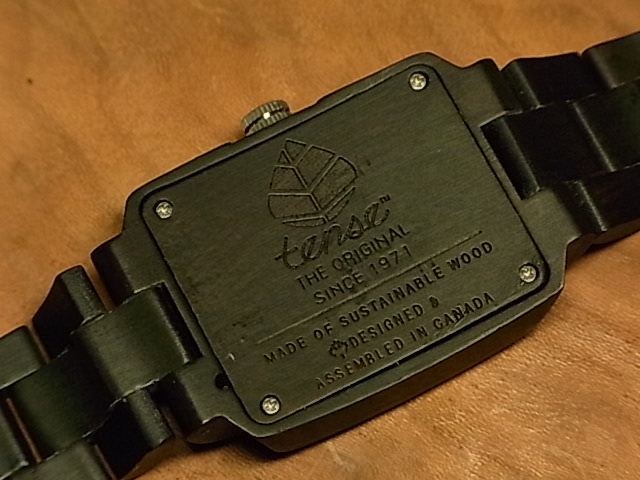 tense™
THE ORIGINAL
SINCE 1971
MADE OF SUSTAINABLE WOOD
DESIGNED &
ASSEMBLED IN CANADA